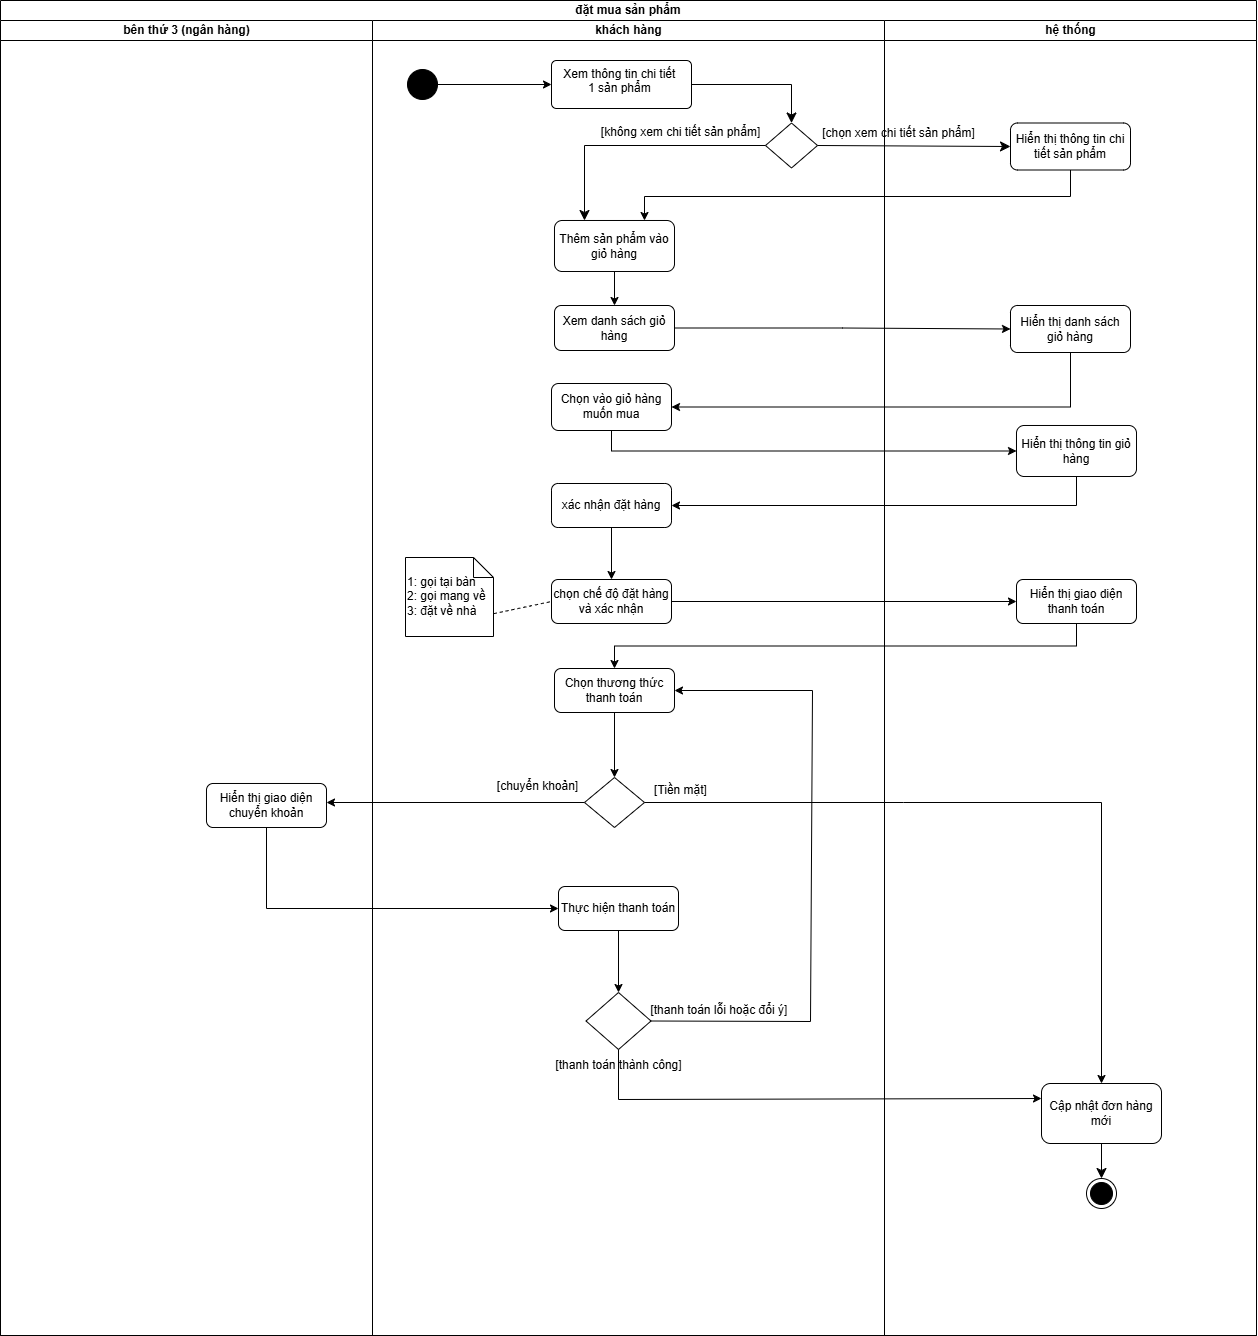 đặt mua sản phẩm
bên thứ 3 (ngân hàng)
khách hàng
hệ thống
Xem thông tin chi tiết
1 sản phẩm
[không xem chi tiết sản phẩm]
[chọn xem chi tiết sản phẩm]
Hiển thị thông tin chi
tiết sản phẩm
Thêm sản phẩm vào
giỏ hàng
Xem danh sách giỏ
hàng
Hiển thị danh sách
giỏ hàng
Chọn vào giỏ hàng
muốn mua
Hiển thị thông tin giỏ
hàng
xác nhận đặt hàng
1: gọi tại bàn
2: gọi mang về
3: đặt về nhà
chọn chế độ đặt hàng
và xác nhận
Hiển thị giao diện
thanh toán
Chọn thương thức
thanh toán
[chuyển khoản]
[Tiền mặt]
Hiển thị giao diện
chuyển khoản
Thực hiện thanh toán
[thanh toán lỗi hoặc đổi ý]
[thanh toán thành công]
Cập nhật đơn hàng
mới